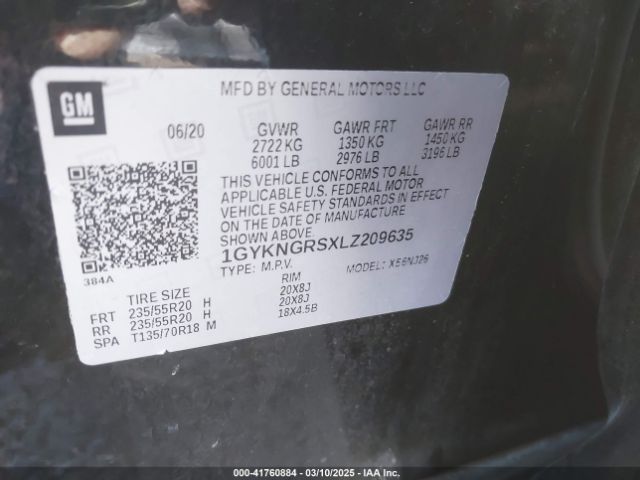 GM
MFD BY GENERAL MOTORS LLC
06/20 GVWR GAWR FRT GAWR RR
2722 KG 1350 KG 1450 KG
6001 LB 2976 LB 3196 LB
THIS VEHICLE CONFORMS TO ALL
APPLICABLE U.S. FEDERAL MOTOR
VEHICLE SAFETY STANDARDS IN EFFECT
ON THE DATE OF MANUFACTURE
SHOWN ABOVE.
1GYKNGRSXLZ209635
TYPE: M.P.V. MODEL: X56NJ26
384A
TIRE SIZE RIM
FRT 235/55R20 H 20X8J
RR 235/55R20 H 20X8J
SPA T135/70R18 M 18X4.5B
000-41760884 - 03/10/2025 - IAA Inc.